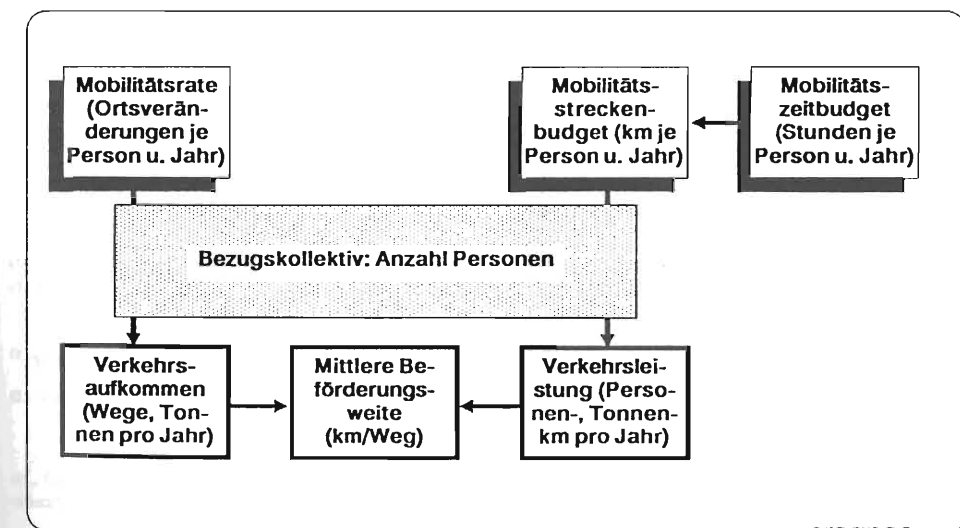 Mobilitätsrate
(Ortsverän-
derungen je
Person u. Jahr)
Mobilitäts-
strecken-
budget (km je
Person u. Jahr)
Mobilitäts-
zeitbudget
(Stunden je
Person u. Jahr)
Bezugskollektiv: Anzahl Personen
Verkehrs-
aufkommen
(Wege, Ton-
nen pro Jahr)
Mittlere Be-
förderungs-
weite
(km/Weg)
Verkehrslei-
stung (Perso-
nen-, Tonnen-
km pro Jahr)